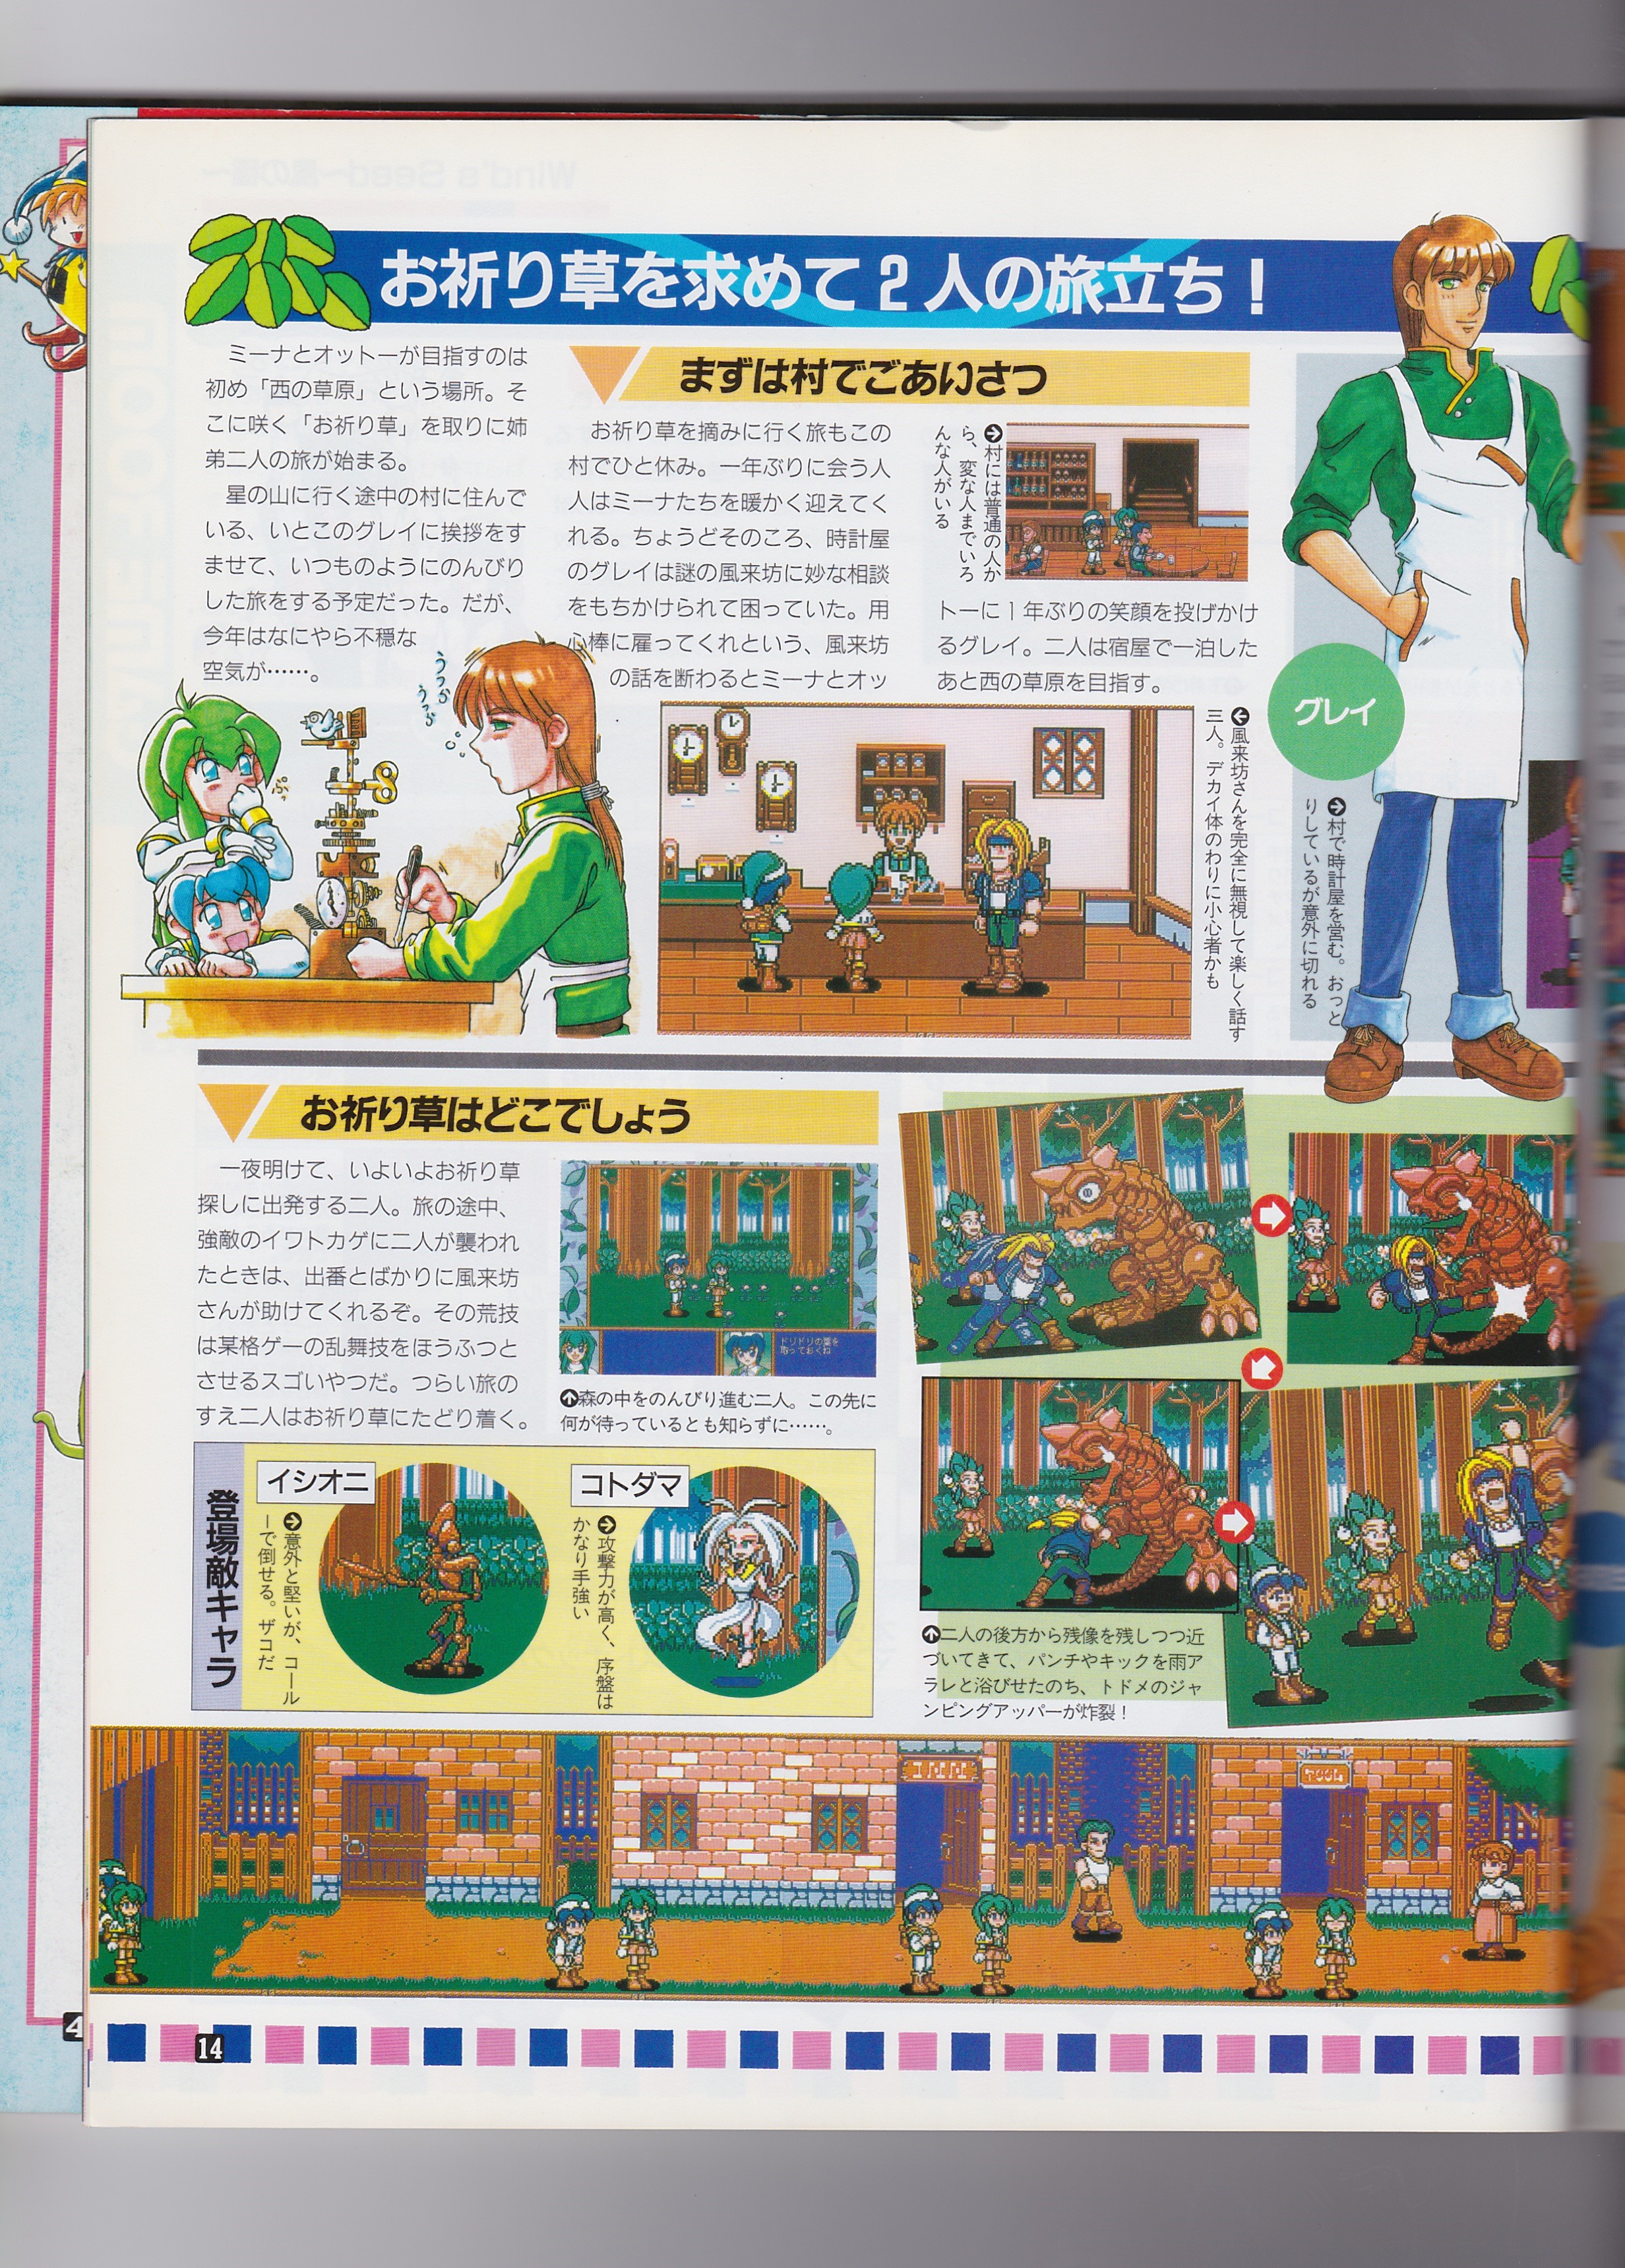 お祈り草を求めて2人の旅立ち！
ミーナとオットーが目指すのは
初め「西の草原」という場所。そ
こに咲く「お祈り草」を取りに姉
弟二人の旅が始まる。
星の山に行く途中の村に住んで
いる、いとこのグレイに挨拶をす
ませて、いつものようにのんびり
した旅をする予定だった。だが、
今年はなにやら不穏な
空気が……。
うっぷ
うっぷ
まずは村でごあいさつ
お祈り草を摘みに行く旅もこの
村でひと休み。一年ぶりに会う人
人はミーナたちを暖かく迎えてく
れる。ちょうどそのころ、時計屋
のグレイは謎の風来坊に妙な相談
をもちかけられて困っていた。用
心棒に雇ってくれという、風来坊
の話を断わるとミーナとオッ
村には普通の人か
ら、変な人までいろ
んな人がいる
トーに1年ぶりの笑顔を投げかけ
るグレイ。二人は宿屋で一泊した
あと西の草原を目指す。
風来坊さんを完全に無視して楽しく話す
三人。デカイ体のわりに小心者かも
グレイ
村で時計屋を営む。おっと
りしているが意外に切れる
お祈り草はどこでしょう
一夜明けて、いよいよお祈り草
探しに出発する二人。旅の途中、
強敵のイワトカゲに二人が襲われ
たときは、出番とばかりに風来坊
さんが助けてくれるぞ。その荒技
は某格ゲーの乱舞技をほうふつと
させるスゴいやつだ。つらい旅の
すえ二人はお祈り草にたどり着く。
ドリドリの葉を
取っておくね
森の中をのんびり進む二人。この先に
何が待っているとも知らずに……。
登場敵キャラ
イシオニ
意外と堅いが、コール
ーで倒せる。ザコだ
コトダマ
攻撃力が高く、序盤は
かなり手強い
二人の後方から残像を残しつつ近
づいてきて、パンチやキックを雨ア
ラレと浴びせたのち、トドメのジャ
ンピングアッパーが炸裂！
INN
14
4